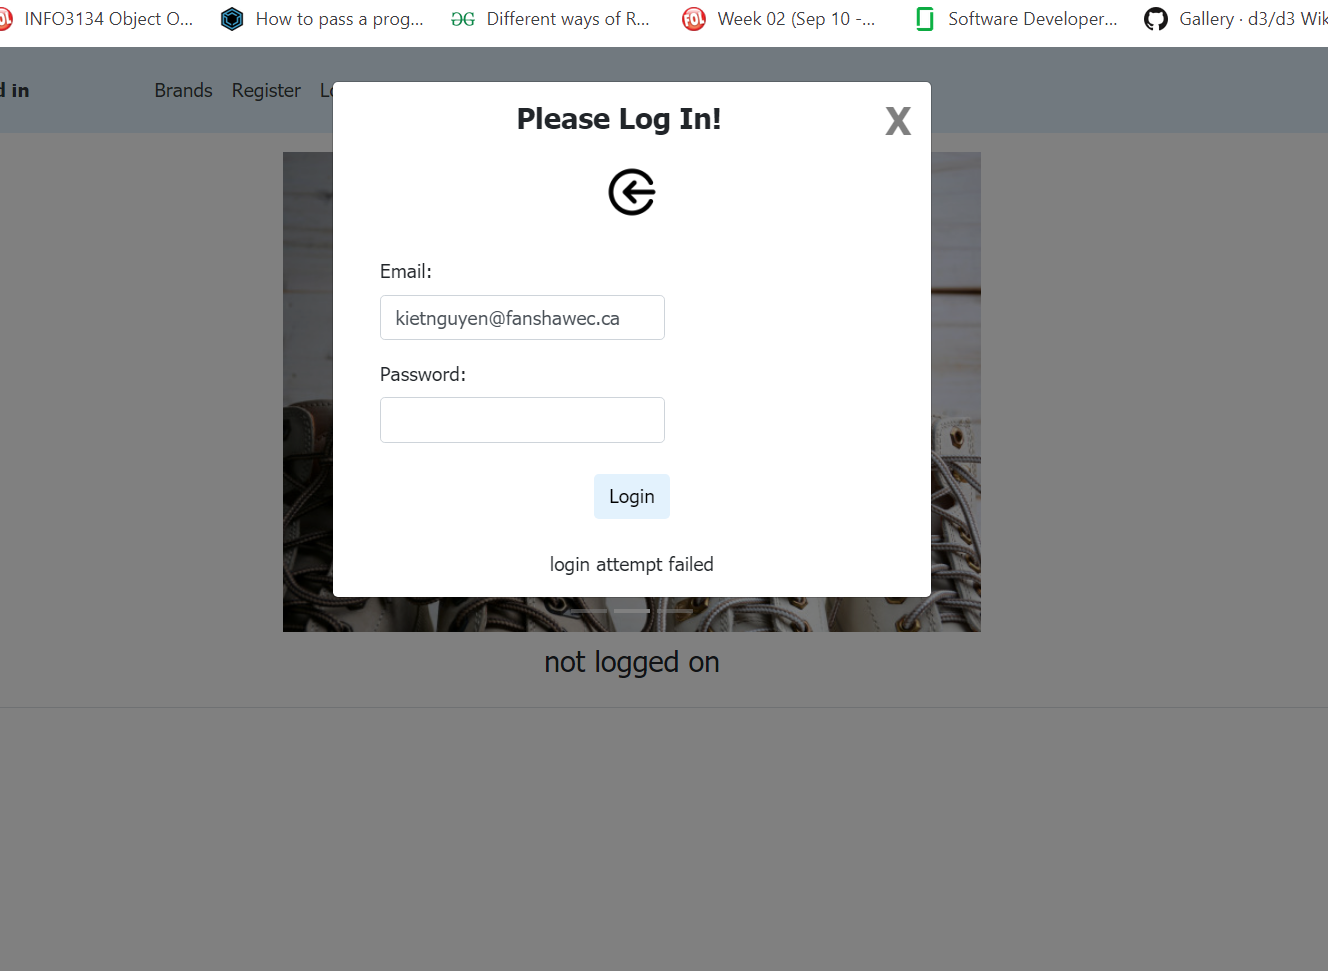 INFO3134 Object O... How to pass a prog... Different ways of R... Week 02 (Sep 10 -... Software Developer... Gallery · d3/d3 Wik
d in Brands Register Lo
Please Log In!
X
Email:
kietnguyen@fanshawec.ca
Password:
Login
login attempt failed
not logged on